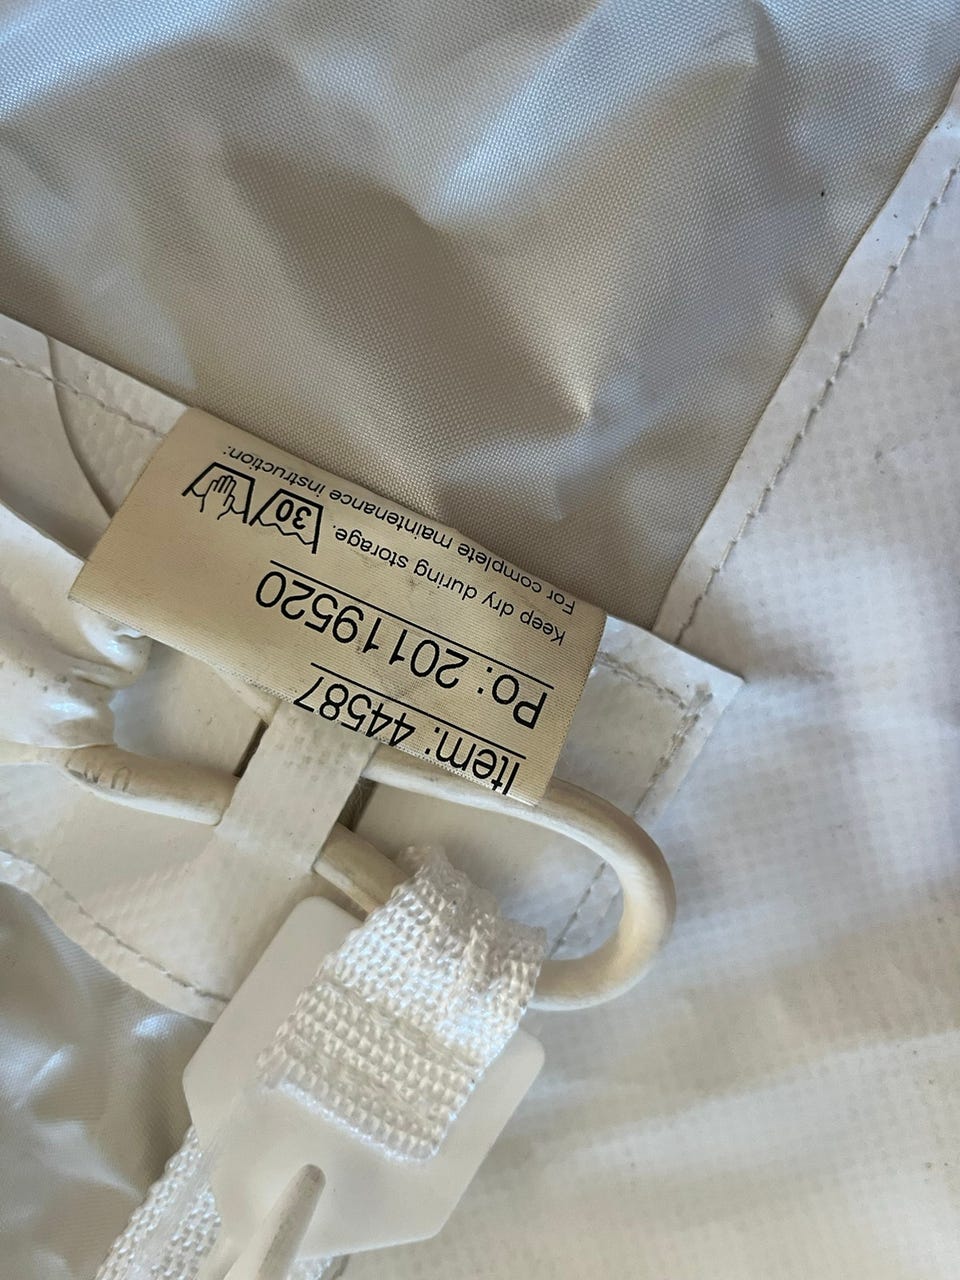 Item: 44587
Po: 20119520
Keep dry during storage.
For complete maintenance instruction:
30